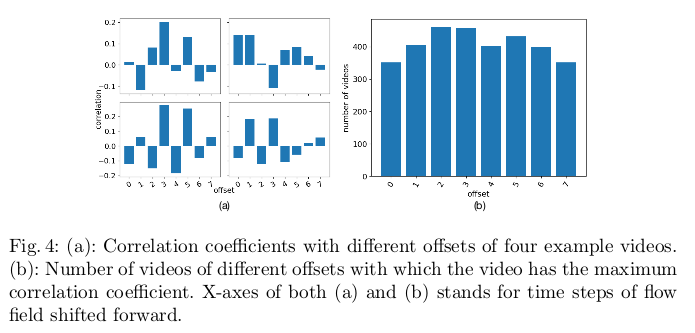 0.2
0.1
0.0
−0.1
0.2
0.1
0.0
−0.1
−0.2
correlation
0 1 2 3 4 5 6 7 0 1 2 3 4 5 6 7
offset
(a)
400
300
200
100
0
number of videos
0 1 2 3 4 5 6 7
offset
(b)
Fig. 4: (a): Correlation coefficients with different offsets of four example videos.
(b): Number of videos of different offsets with which the video has the maximum
correlation coefficient. X-axes of both (a) and (b) stands for time steps of flow
field shifted forward.